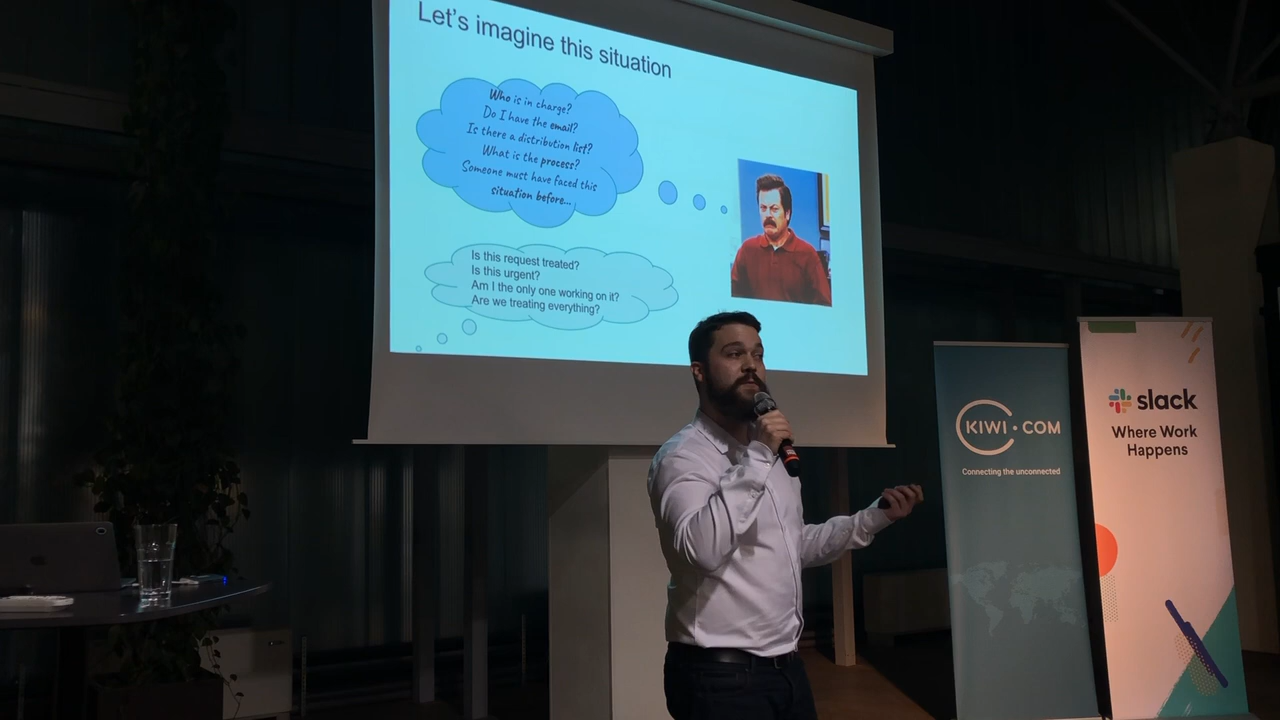 Let's imagine this situation
Who is in charge?
Do I have the email?
Is there a distribution list?
What is the process?
Someone must have faced this
situation before...
Is this request treated?
Is this urgent?
Am I the only one working on it?
Are we treating everything?
KIWI.COM
Connecting the unconnected
slack
Where Work
Happens